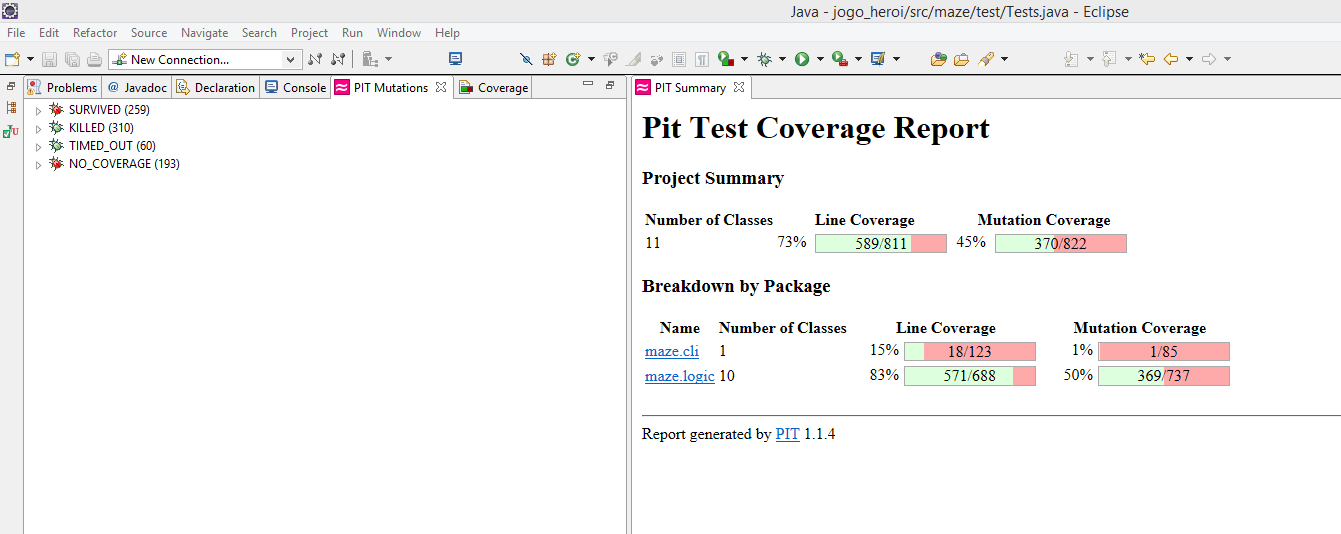 Java - jogo_heroi/src/maze/test/Tests.java - Eclipse
File Edit Refactor Source Navigate Search Project Run Window Help
New Connection...
Problems Javadoc Declaration Console PIT Mutations Coverage
SURVIVED (259)
KILLED (310)
TIMED_OUT (60)
NO_COVERAGE (193)
PIT Summary
Pit Test Coverage Report
Project Summary
Number of Classes Line Coverage Mutation Coverage
11 73% 589/811 45% 370/822
Breakdown by Package
Name Number of Classes Line Coverage Mutation Coverage
maze.cli 1 15% 18/123 1% 1/85
maze.logic 10 83% 571/688 50% 369/737
Report generated by PIT 1.1.4